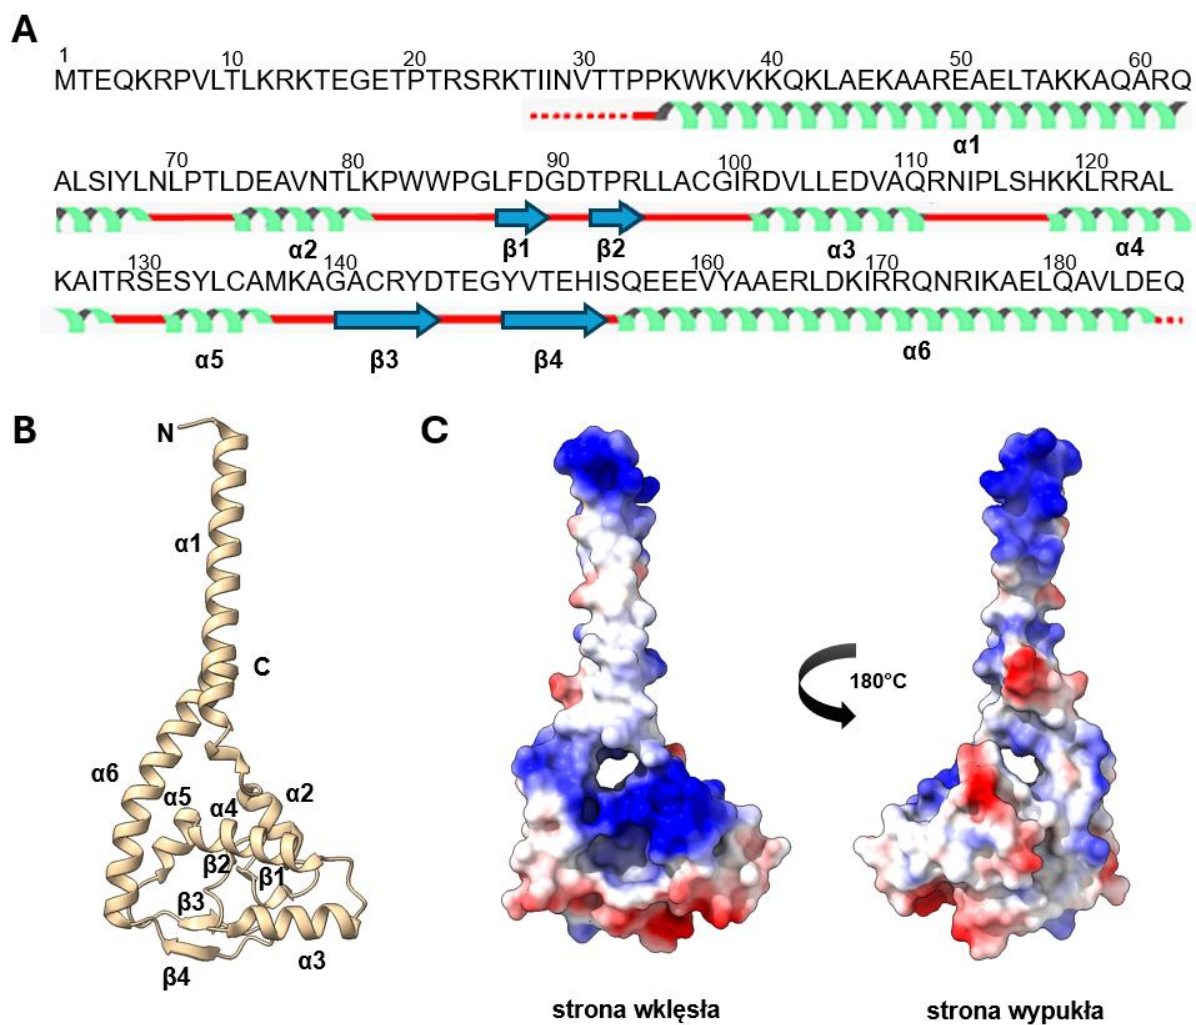 A
1 10 20 30 40 50 60
MTEQKRPVLTLKRKTEGETPTRSRKTIINVTTPPKWKVKKQKLAEKAAREAELTAKKAQARQ
α1
70 80 90 100 110 120
ALSIYLNLPTLDEAVNTLKPWWPGLFDGDTPRLLACGIRDVLLEDVAQRNIPLSHKKLRRAL
α2 β1 β2 α3 α4
130 140 160 170 180
KAITRSESYLCAMKAGACRYDTEGYVTEHISQEEEVYAAERLDKIRRQNRIKAELQAVLDEQ
α5 β3 β4 α6
B
N
α1
C
α6
α5
α4
α2
β2
β1
β3
α3
β4
C
180°C
strona wklęsła
strona wypukła